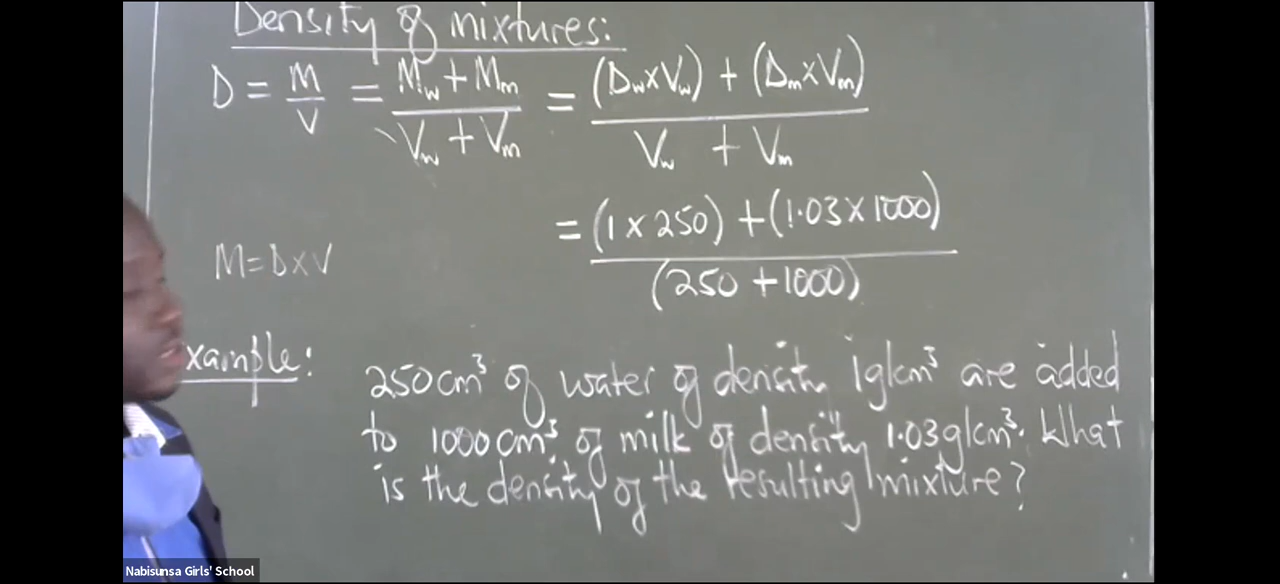 Density of mixtures:
D = M/V = (Mw + Mm)/(Vw + Vm) = ((Dw x Vw) + (Dm x Vm))/(Vw + Vm)
= ((1 x 250) + (1.03 x 1000))/(250 + 1000)
M = D x V
xample:
250cm³ of water of density 1g/cm³ are added
to 1000cm³ of milk of density 1.03g/cm³. What
is the density of the resulting mixture?
Nabisunsa Girls' School